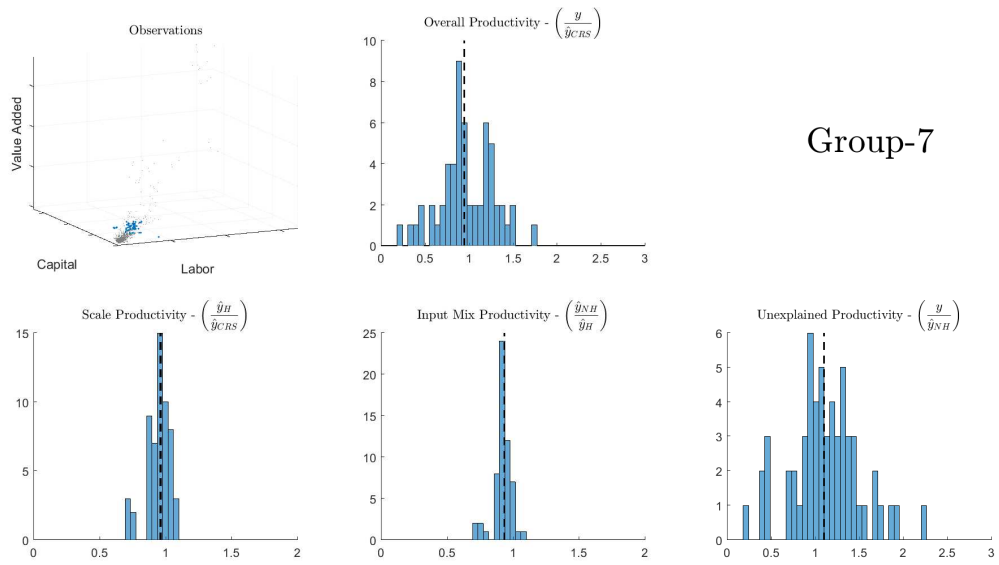 Observations
Value Added
Capital
Labor
Overall Productivity - (y / ŷ_CRS)
10
8
6
4
2
0
0 0.5 1 1.5 2 2.5 3
Group-7
Scale Productivity - (ŷ_H / ŷ_CRS)
15
10
5
0
0 0.5 1 1.5 2
Input Mix Productivity - (ŷ_NH / ŷ_H)
25
20
15
10
5
0
0 0.5 1 1.5 2
Unexplained Productivity - (y / ŷ_NH)
6
5
4
3
2
1
0
0 0.5 1 1.5 2 2.5 3